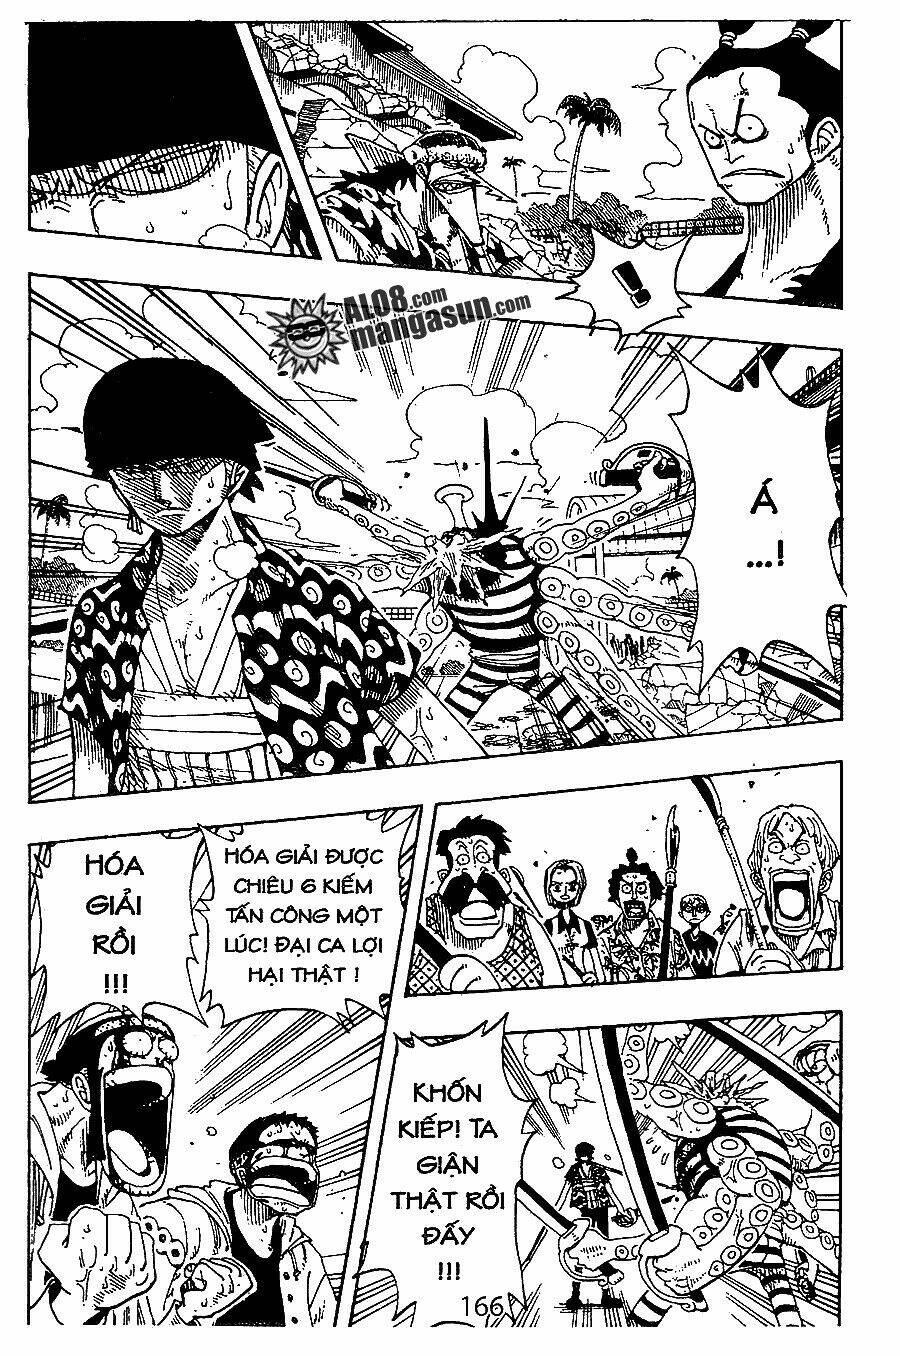 AL08.com
mangasun.com
!
Á
...!
HÓA
GIẢI
RỒI
!!!
HÓA GIẢI ĐƯỢC
CHIÊU 6 KIẾM
TẤN CÔNG MỘT
LÚC! ĐẠI CA LỢI
HẠI THẬT !
KHỐN
KIẾP! TA
GIẬN
THẬT RỒI
ĐẤY
!!!
166